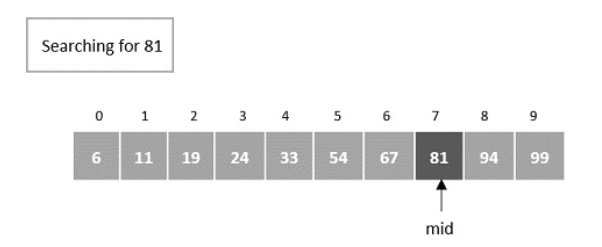 Searching for 81
0 1 2 3 4 5 6 7 8 9
6 11 19 24 33 54 67 81 94 99
mid